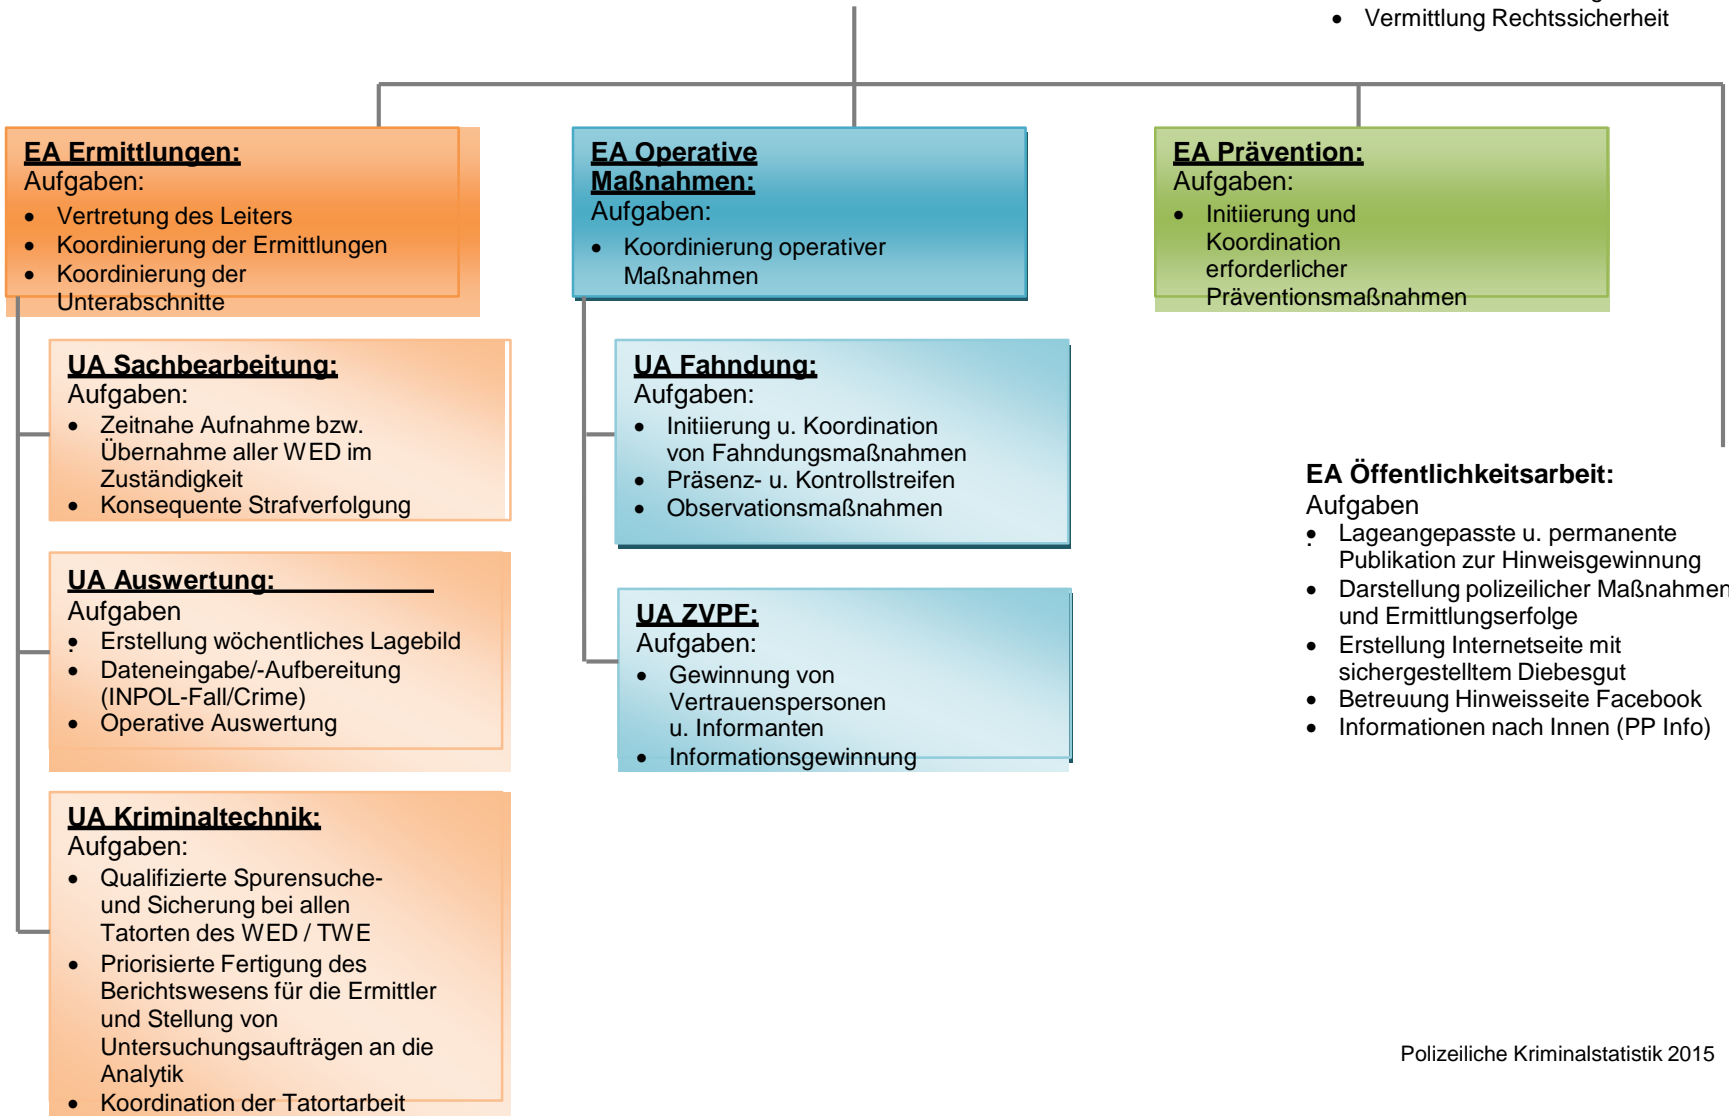 • Vermittlung Rechtssicherheit
EA Ermittlungen:
Aufgaben:
• Vertretung des Leiters
• Koordinierung der Ermittlungen
• Koordinierung der
Unterabschnitte
EA Operative
Maßnahmen:
Aufgaben:
• Koordinierung operativer
Maßnahmen
EA Prävention:
Aufgaben:
• Initiierung und
Koordination
erforderlicher
Präventionsmaßnahmen
UA Sachbearbeitung:
Aufgaben:
• Zeitnahe Aufnahme bzw.
Übernahme aller WED im
Zuständigkeit
• Konsequente Strafverfolgung
UA Auswertung:
Aufgaben
:
• Erstellung wöchentliches Lagebild
• Dateneingabe/-Aufbereitung
(INPOL-Fall/Crime)
• Operative Auswertung
UA Kriminaltechnik:
Aufgaben:
• Qualifizierte Spurensuche-
und Sicherung bei allen
Tatorten des WED / TWE
• Priorisierte Fertigung des
Berichtswesens für die Ermittler
und Stellung von
Untersuchungsaufträgen an die
Analytik
• Koordination der Tatortarbeit
UA Fahndung:
Aufgaben:
• Initiierung u. Koordination
von Fahndungsmaßnahmen
• Präsenz- u. Kontrollstreifen
• Observationsmaßnahmen
UA ZVPF:
Aufgaben:
• Gewinnung von
Vertrauenspersonen
u. Informanten
• Informationsgewinnung
EA Öffentlichkeitsarbeit:
Aufgaben
:
• Lageangepasste u. permanente
Publikation zur Hinweisgewinnung
• Darstellung polizeilicher Maßnahmen
und Ermittlungserfolge
• Erstellung Internetseite mit
sichergestelltem Diebesgut
• Betreuung Hinweisseite Facebook
• Informationen nach Innen (PP Info)
Polizeiliche Kriminalstatistik 2015